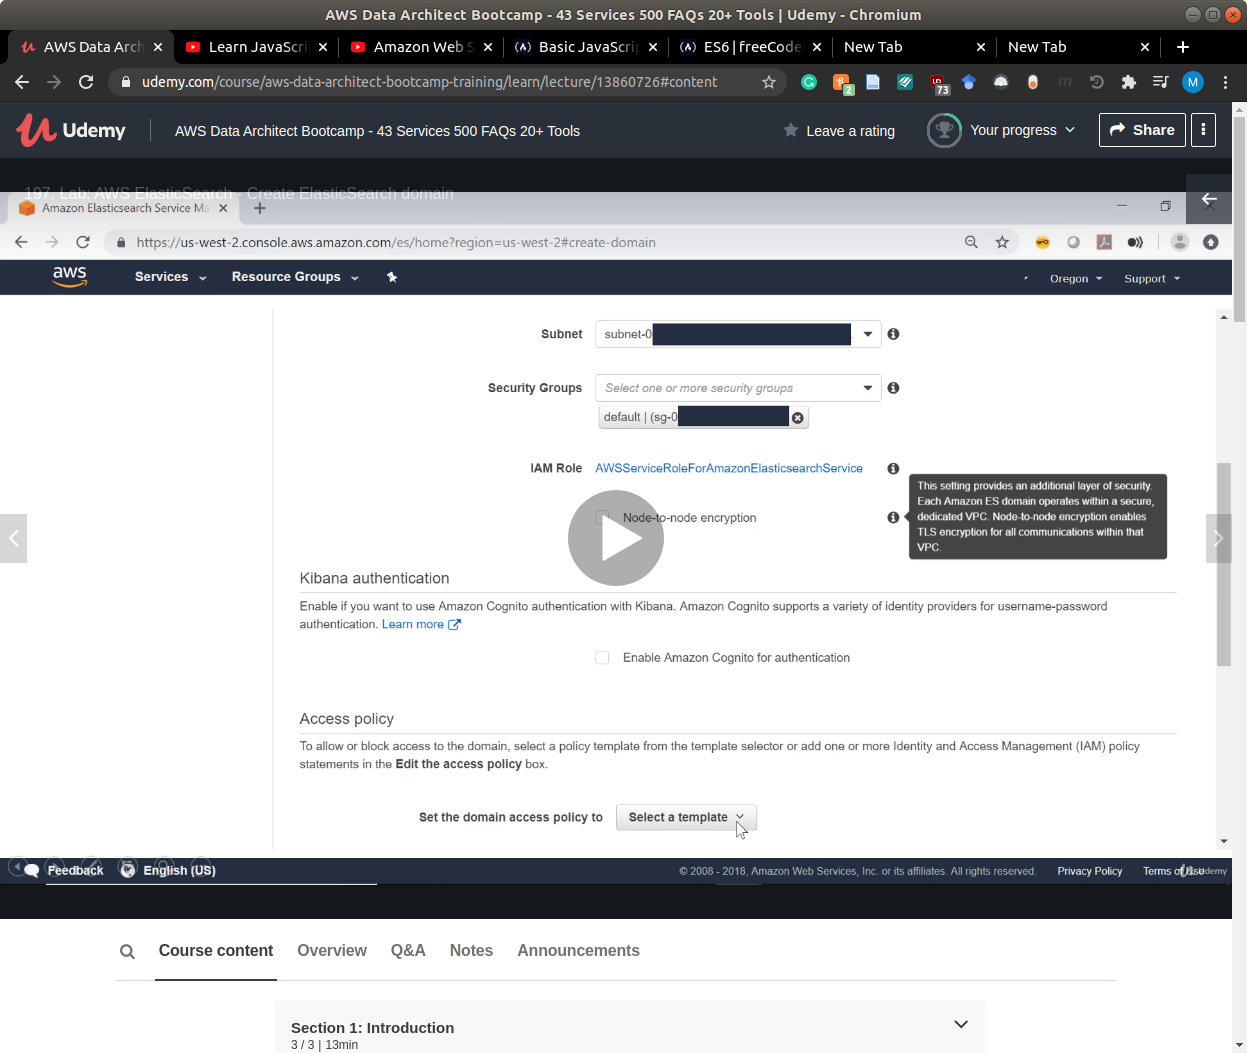 AWS Data Architect Bootcamp - 43 Services 500 FAQs 20+ Tools | Udemy - Chromium
AWS Data Arch
Learn JavaScri
Amazon Web S
Basic JavaScrip
ES6 | freeCode
New Tab
New Tab
udemy.com/course/aws-data-architect-bootcamp-training/learn/lecture/13860726#content
2
73
M
Udemy
AWS Data Architect Bootcamp - 43 Services 500 FAQs 20+ Tools
Leave a rating
Your progress
Share
197. Lab: AWS ElasticSearch - Create ElasticSearch domain
Amazon Elasticsearch Service Ma
https://us-west-2.console.aws.amazon.com/es/home?region=us-west-2#create-domain
aws
Services
Resource Groups
Oregon
Support
Subnet
subnet-0
Security Groups
Select one or more security groups
default | (sg-0
IAM Role
AWSServiceRoleForAmazonElasticsearchService
This setting provides an additional layer of security.
Each Amazon ES domain operates within a secure,
dedicated VPC. Node-to-node encryption enables
TLS encryption for all communications within that
VPC.
Node-to-node encryption
Kibana authentication
Enable if you want to use Amazon Cognito authentication with Kibana. Amazon Cognito supports a variety of identity providers for username-password
authentication. Learn more
Enable Amazon Cognito for authentication
Access policy
To allow or block access to the domain, select a policy template from the template selector or add one or more Identity and Access Management (IAM) policy
statements in the Edit the access policy box.
Set the domain access policy to
Select a template
Feedback
English (US)
© 2008 - 2018, Amazon Web Services, Inc. or its affiliates. All rights reserved.
Privacy Policy
Terms of Use
Udemy
Course content
Overview
Q&A
Notes
Announcements
Section 1: Introduction
3 / 3 | 13min